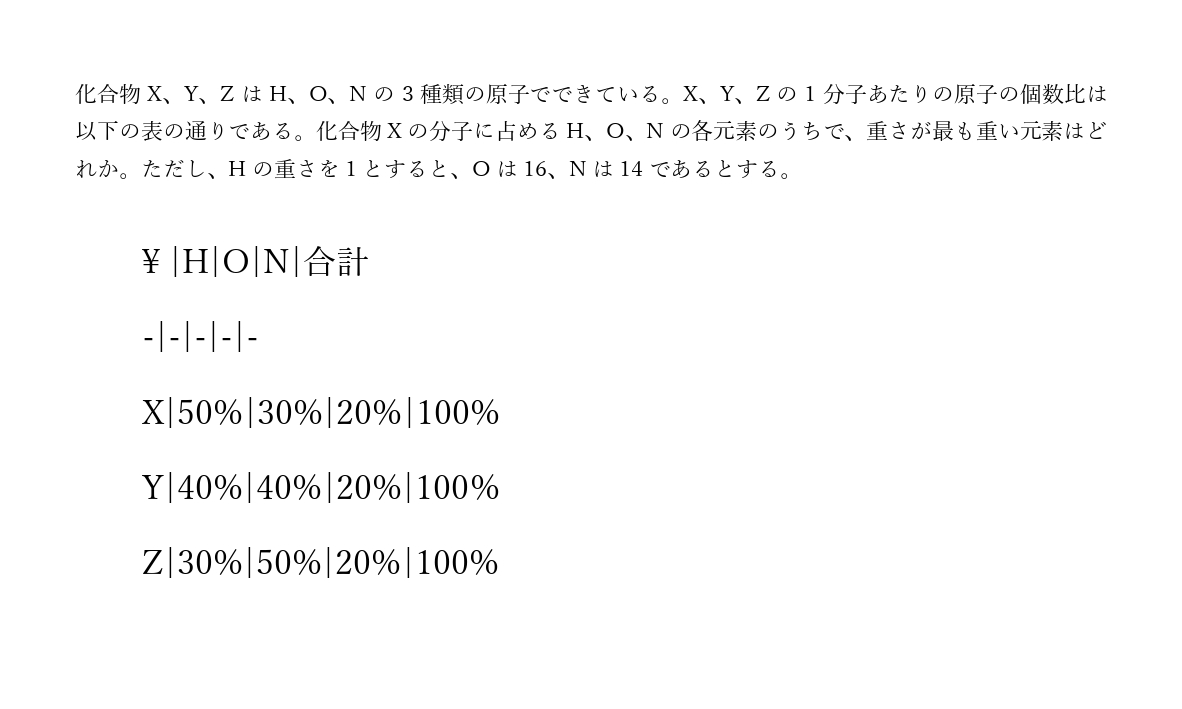 化合物 X、Y、Z は H、O、N の 3 種類の原子でできている。X、Y、Z の 1 分子あたりの原子の個数比は
以下の表の通りである。化合物 X の分子に占める H、O、N の各元素のうちで、重さが最も重い元素はど
れか。ただし、H の重さを 1 とすると、O は 16、N は 14 であるとする。
¥ |H|O|N|合計
-|-|-|-|-
X|50%|30%|20%|100%
Y|40%|40%|20%|100%
Z|30%|50%|20%|100%